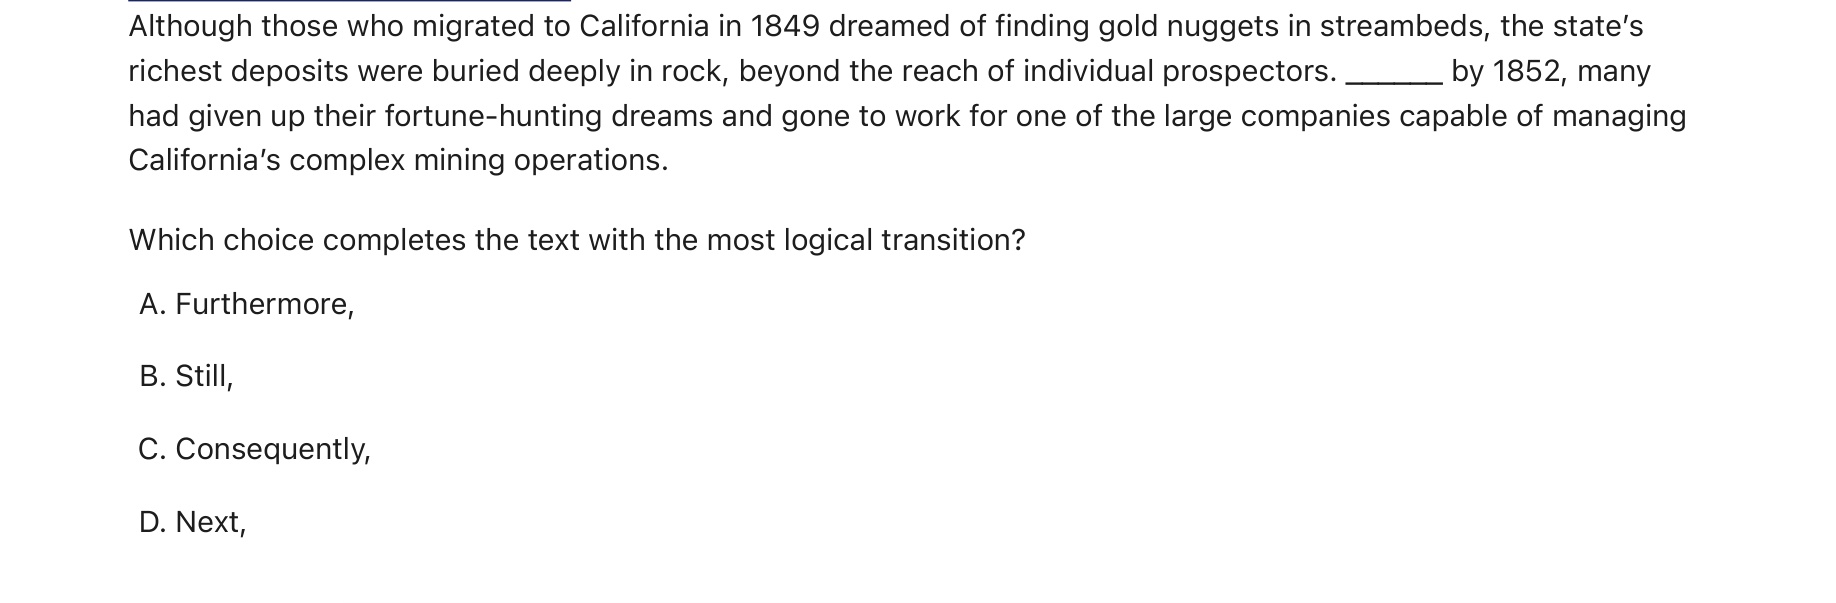 Although those who migrated to California in 1849 dreamed of finding gold nuggets in streambeds, the state’s
richest deposits were buried deeply in rock, beyond the reach of individual prospectors. ______ by 1852, many
had given up their fortune-hunting dreams and gone to work for one of the large companies capable of managing
California’s complex mining operations.
Which choice completes the text with the most logical transition?
A. Furthermore,
B. Still,
C. Consequently,
D. Next,